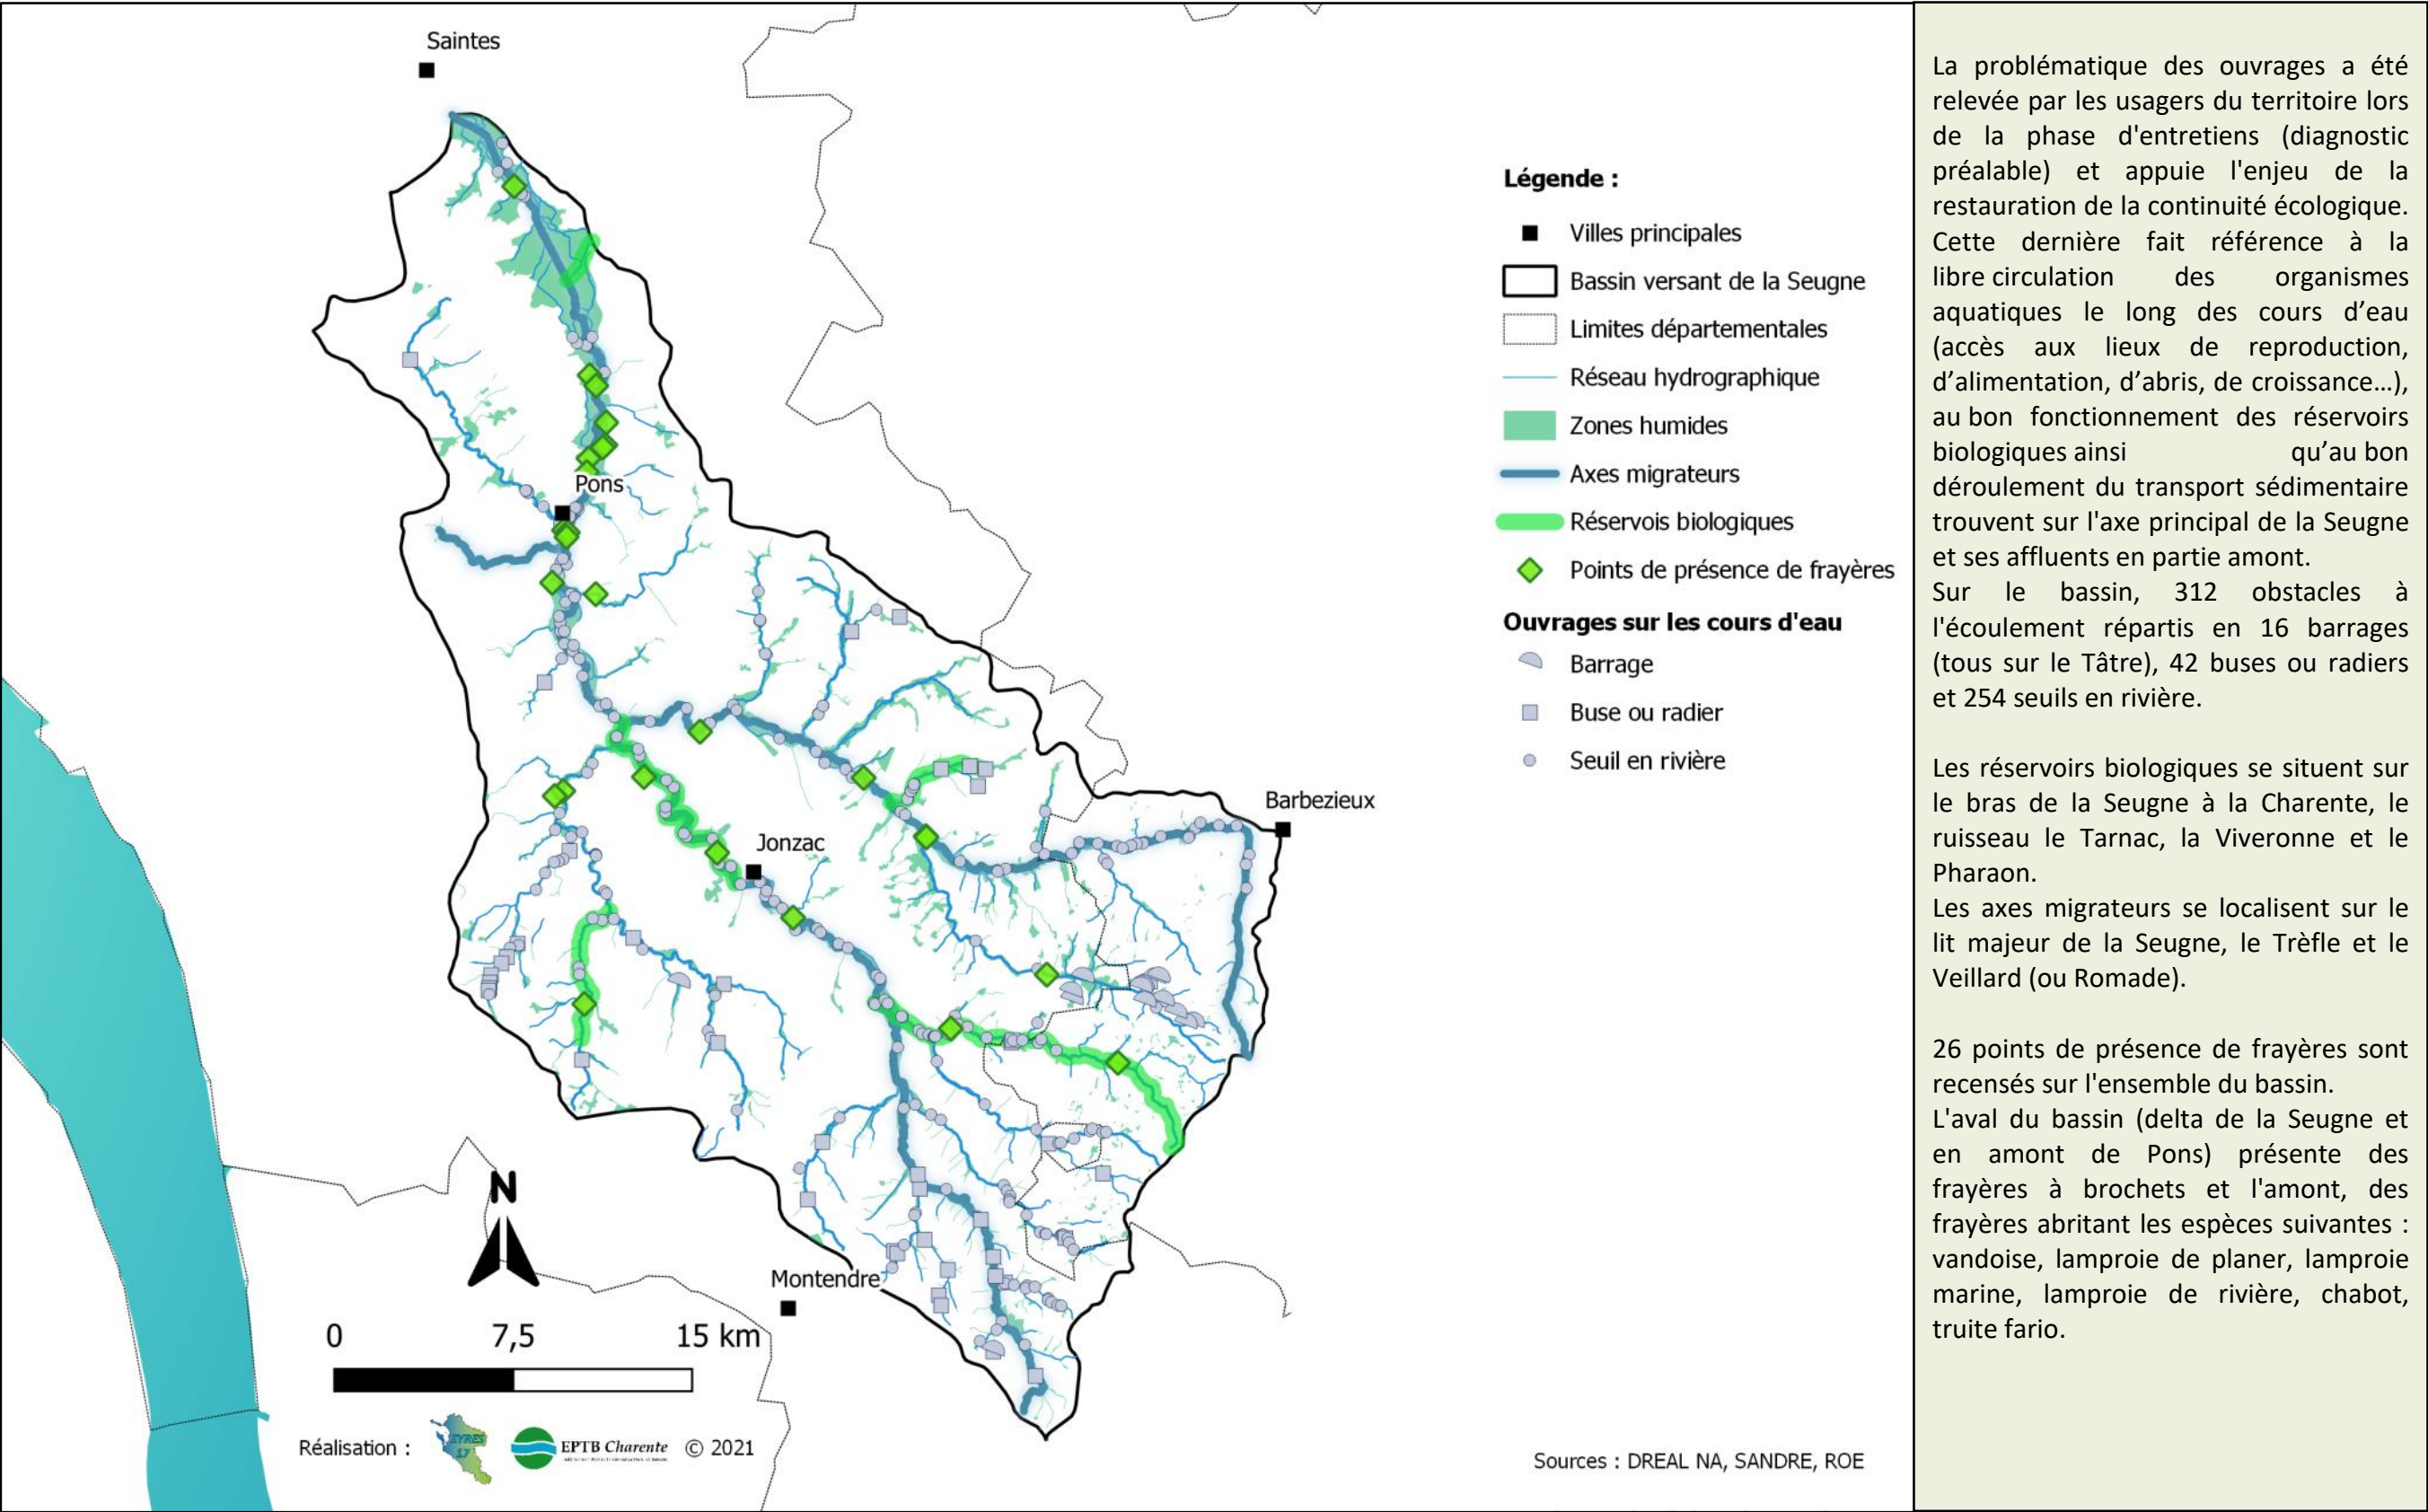 Saintes
Pons
Jonzac
Barbezieux
Montendre
N
0 7,5 15 km
Réalisation :
SYRES
17
EPTB Charente
© 2021
Légende :
Villes principales
Bassin versant de la Seugne
Limites départementales
Réseau hydrographique
Zones humides
Axes migrateurs
Réservois biologiques
Points de présence de frayères
Ouvrages sur les cours d'eau
Barrage
Buse ou radier
Seuil en rivière
Sources : DREAL NA, SANDRE, ROE
La problématique des ouvrages a été
relevée par les usagers du territoire lors
de la phase d'entretiens (diagnostic
préalable) et appuie l'enjeu de la
restauration de la continuité écologique.
Cette dernière fait référence à la
libre circulation des organismes
aquatiques le long des cours d’eau
(accès aux lieux de reproduction,
d’alimentation, d’abris, de croissance…),
au bon fonctionnement des réservoirs
biologiques ainsi qu’au bon
déroulement du transport sédimentaire
trouvent sur l'axe principal de la Seugne
et ses affluents en partie amont.
Sur le bassin, 312 obstacles à
l'écoulement répartis en 16 barrages
(tous sur le Tâtre), 42 buses ou radiers
et 254 seuils en rivière.
Les réservoirs biologiques se situent sur
le bras de la Seugne à la Charente, le
ruisseau le Tarnac, la Viveronne et le
Pharaon.
Les axes migrateurs se localisent sur le
lit majeur de la Seugne, le Trèfle et le
Veillard (ou Romade).
26 points de présence de frayères sont
recensés sur l'ensemble du bassin.
L'aval du bassin (delta de la Seugne et
en amont de Pons) présente des
frayères à brochets et l'amont, des
frayères abritant les espèces suivantes :
vandoise, lamproie de planer, lamproie
marine, lamproie de rivière, chabot,
truite fario.